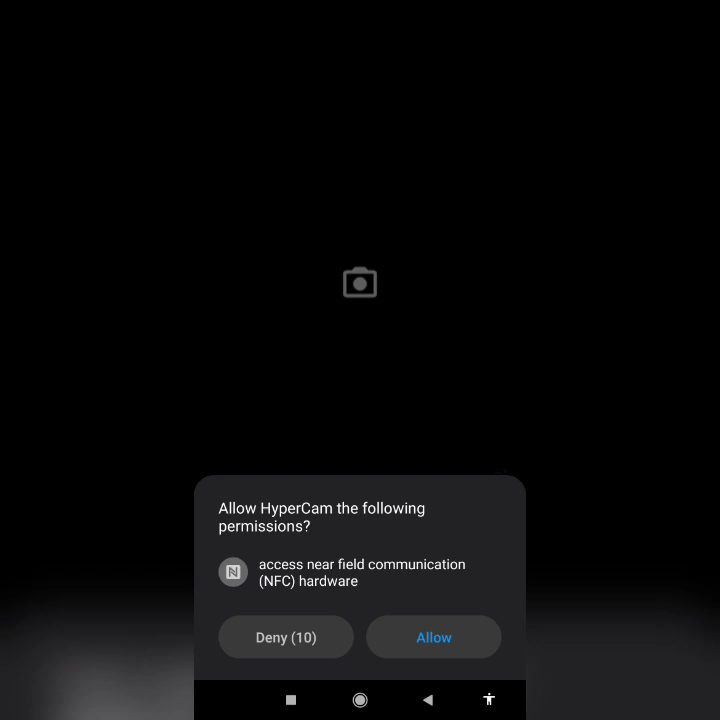 Allow HyperCam the following
permissions?
access near field communication
(NFC) hardware
Deny (10)
Allow